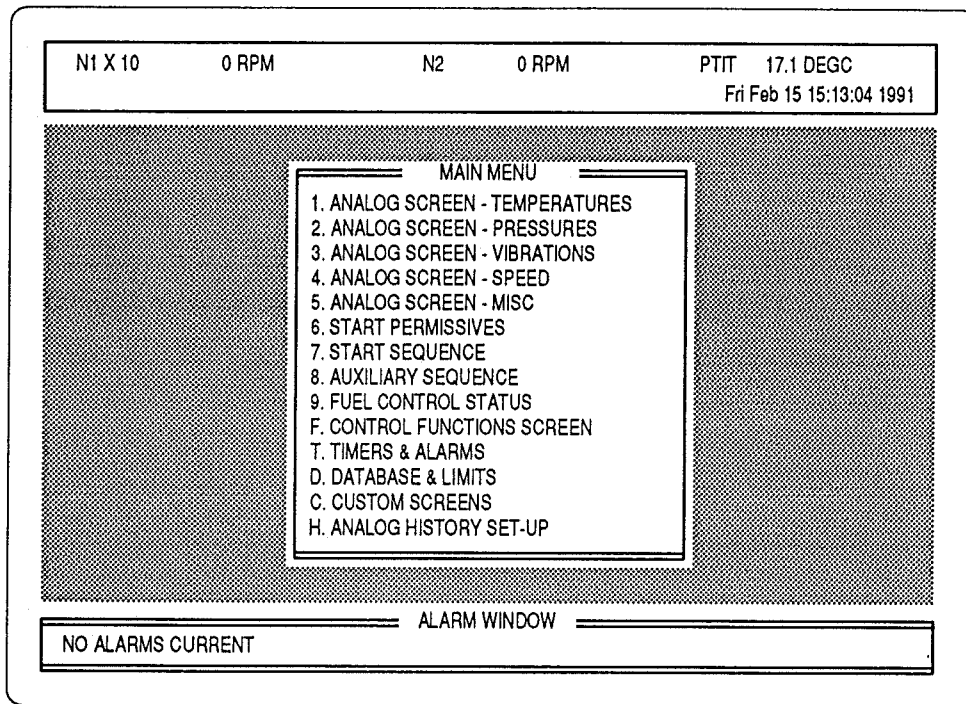 N1 X 10 0 RPM N2 0 RPM PTIT 17.1 DEGC
Fri Feb 15 15:13:04 1991
MAIN MENU
1. ANALOG SCREEN - TEMPERATURES
2. ANALOG SCREEN - PRESSURES
3. ANALOG SCREEN - VIBRATIONS
4. ANALOG SCREEN - SPEED
5. ANALOG SCREEN - MISC
6. START PERMISSIVES
7. START SEQUENCE
8. AUXILIARY SEQUENCE
9. FUEL CONTROL STATUS
F. CONTROL FUNCTIONS SCREEN
T. TIMERS & ALARMS
D. DATABASE & LIMITS
C. CUSTOM SCREENS
H. ANALOG HISTORY SET-UP
ALARM WINDOW
NO ALARMS CURRENT